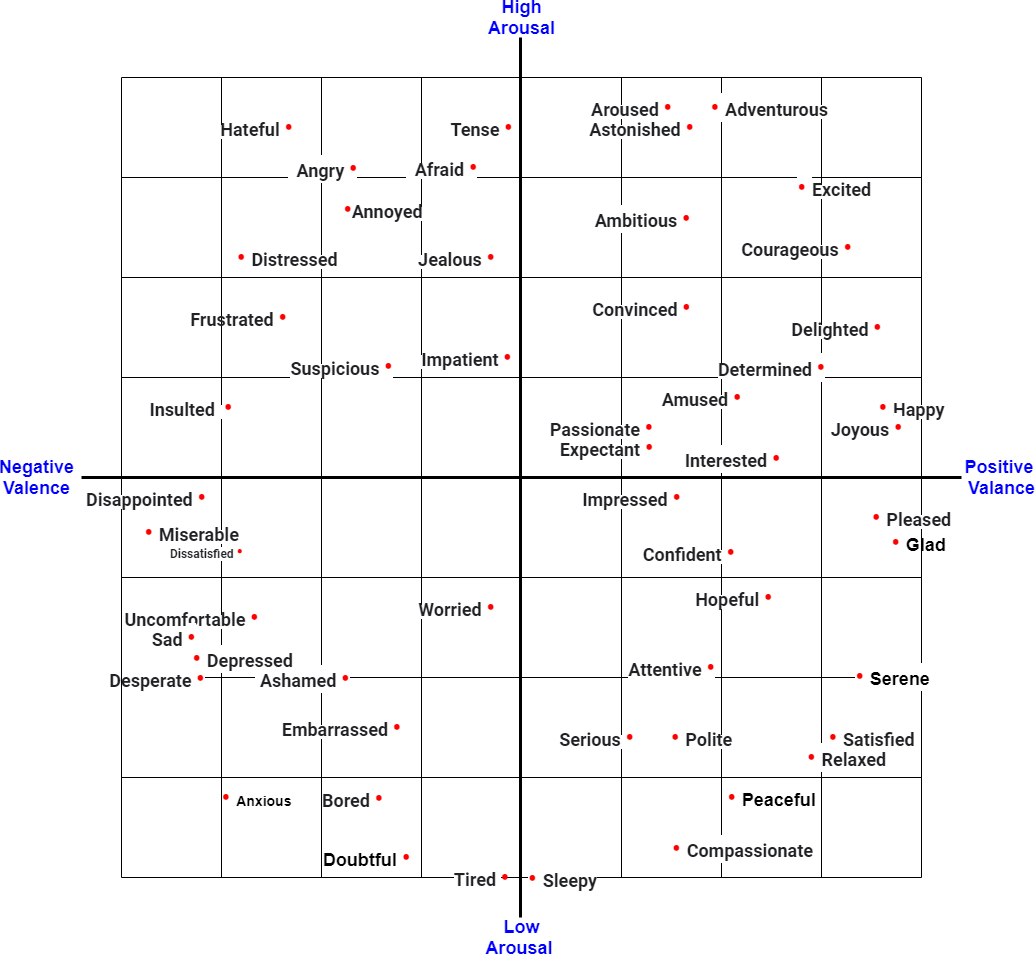 High
Arousal
Aroused
Adventurous
Hateful
Tense
Astonished
Angry
Afraid
Excited
Annoyed
Ambitious
Courageous
Distressed
Jealous
Convinced
Frustrated
Delighted
Suspicious
Impatient
Determined
Amused
Insulted
Happy
Passionate
Joyous
Expectant
Interested
Negative
Valence
Positive
Valance
Disappointed
Impressed
Pleased
Miserable
Glad
Dissatisfied
Confident
Hopeful
Worried
Uncomfortable
Sad
Depressed
Attentive
Desperate
Ashamed
Serene
Embarrassed
Serious
Polite
Satisfied
Relaxed
Anxious
Bored
Peaceful
Doubtful
Compassionate
Tired
Sleepy
Low
Arousal